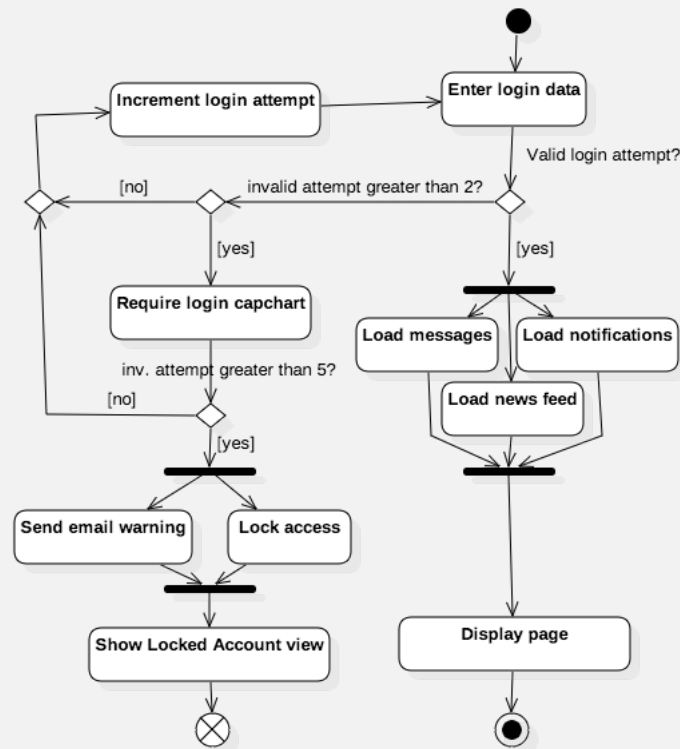 Increment login attempt
Enter login data
Valid login attempt?
[no]
invalid attempt greater than 2?
[yes]
[yes]
Require login capchart
Load messages
Load notifications
inv. attempt greater than 5?
[no]
Load news feed
[yes]
Send email warning
Lock access
Show Locked Account view
Display page